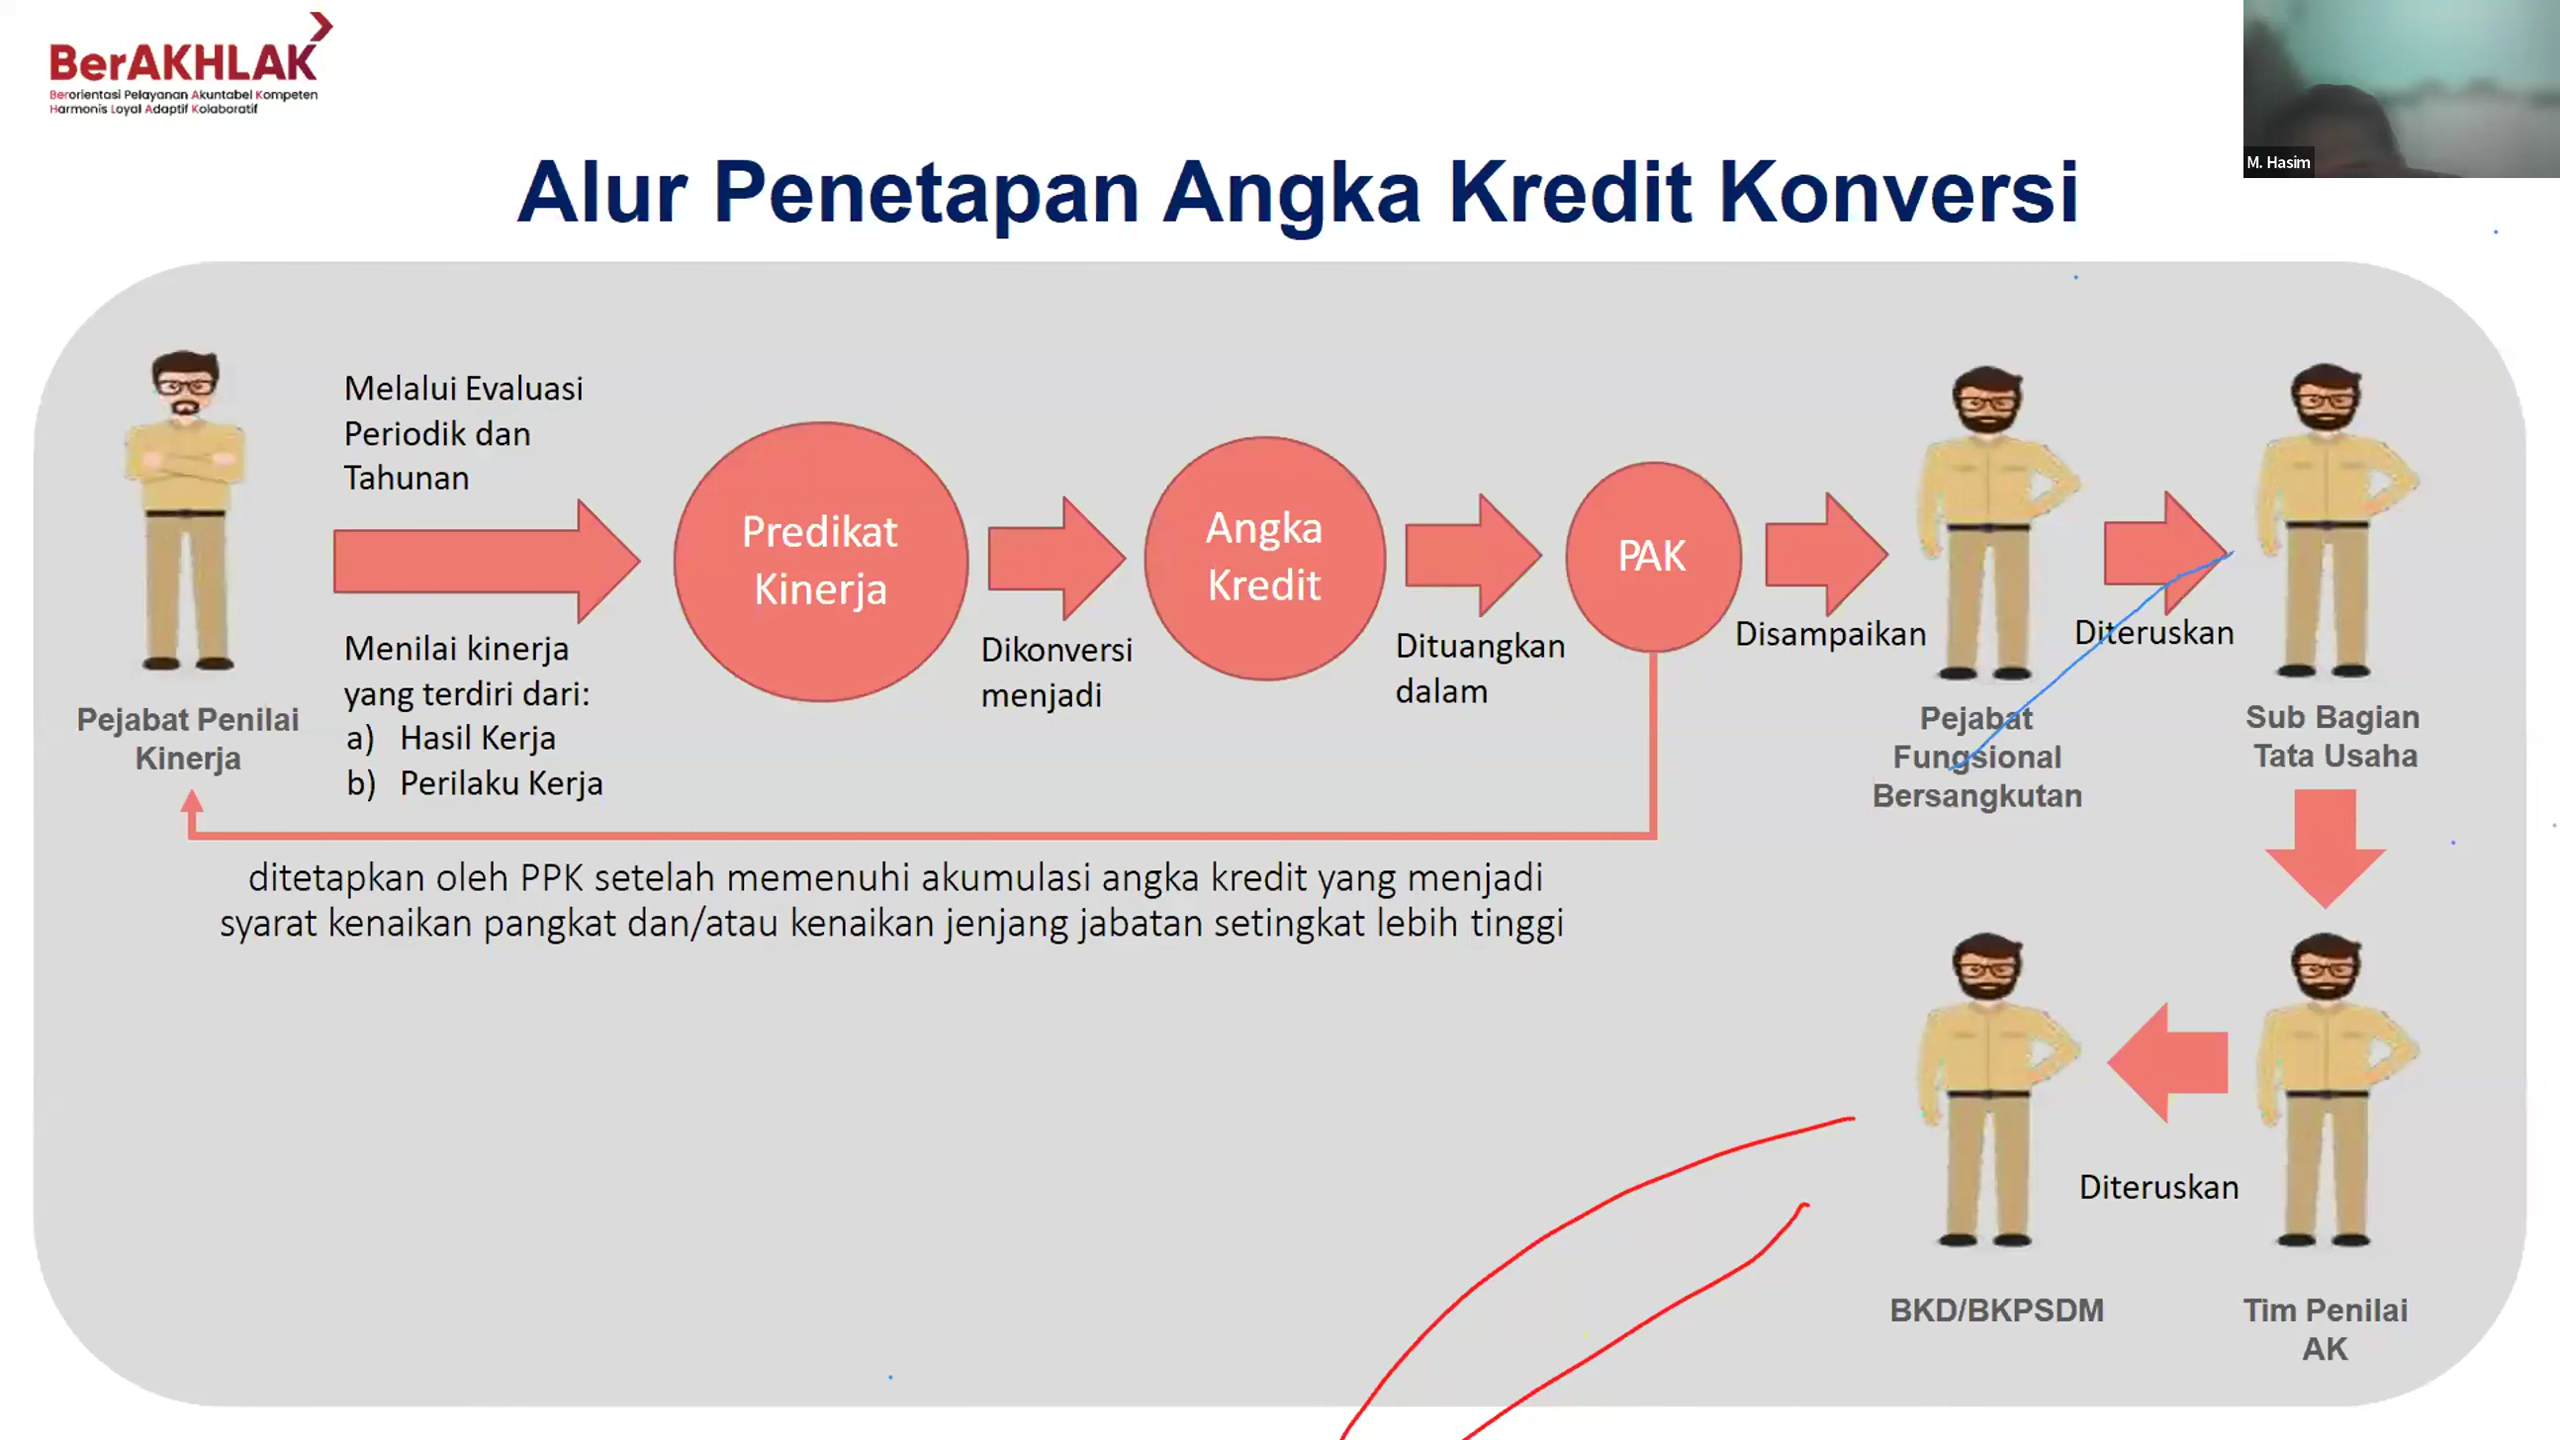 BerAKHLAK
Berorientasi Pelayanan Akuntabel Kompeten
Harmonis Loyal Adaptif Kolaboratif
M. Hasim
Alur Penetapan Angka Kredit Konversi
Melalui Evaluasi
Periodik dan
Tahunan
Menilai kinerja
yang terdiri dari:
a) Hasil Kerja
b) Perilaku Kerja
Pejabat Penilai
Kinerja
Predikat
Kinerja
Dikonversi
menjadi
Angka
Kredit
Dituangkan
dalam
PAK
Disampaikan
Pejabat
Fungsional
Bersangkutan
Diteruskan
Sub Bagian
Tata Usaha
ditetapkan oleh PPK setelah memenuhi akumulasi angka kredit yang menjadi
syarat kenaikan pangkat dan/atau kenaikan jenjang jabatan setingkat lebih tinggi
Diteruskan
BKD/BKPSDM
Tim Penilai
AK